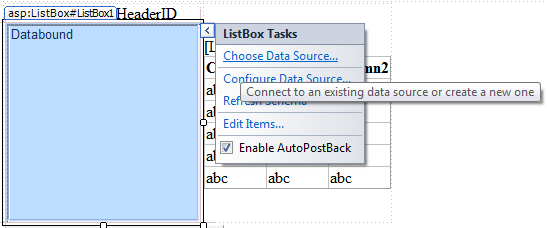 asp:ListBox#ListBox1 HeaderID
Databound
<
ListBox Tasks
Choose Data Source...
Configure Data Source...
Connect to an existing data source or create a new one
Refresh Schema
Edit Items...
Enable AutoPostBack
[L
C mn2
ab
ab
ab
ab
abc abc abc